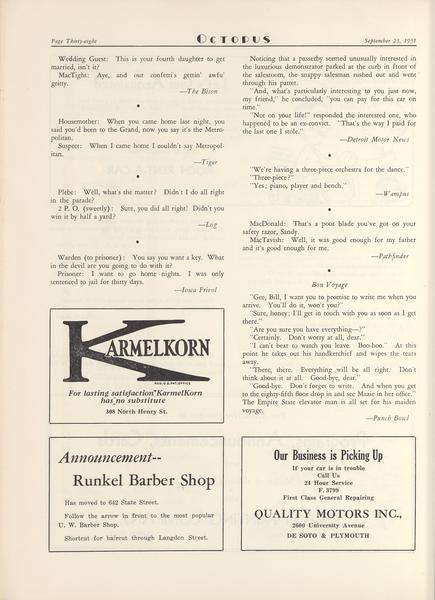 Page Thirty-eight
OCTOPUS
September 25, 1931
Wedding Guest: This is your fourth daughter to get
married, isn't it?
MacTight: Aye, and our confetti's gettin' awfu'
gritty.
—The Bison
Housemother: When you came home last night, you
said you'd been to the Grand, now you say it's the Metro-
politan.
Suspect: When I came home I couldn't say Metropol-
itan.
—Tiger
Plebe: Well, what's the matter? Didn't I do all right
in the parade?
2 P. O. (sweetly): Sure, you did all right! Didn't you
win it by half a yard?
—Log
Warden (to prisoner): You say you want a key. What
in the devil are you going to do with it?
Prisoner: I want to go home nights. I was only
sentenced to jail for thirty days.
—Iowa Frivol
KARMELKORN
REG. U.S. PAT. OFFICE
For lasting satisfaction "KarmelKorn
has no substitute
308 North Henry St.
Announcement--
Runkel Barber Shop
Has moved to 642 State Street.
Follow the arrow in front to the most popular
U. W. Barber Shop.
Shortcut for haircut through Langdon Street.
Noticing that a passerby seemed unusually interested in
the luxurious demonstrator parked at the curb in front of
the salesroom, the snappy salesman rushed out and went
through his patter.
"And, what's particularly interesting to you just now,
my friend," he concluded, "you can pay for this car on
time."
"Not on your life!" responded the interested one, who
happened to be an ex-convict. "That's the way I paid for
the last one I stole."
—Detroit Motor News
"We're having a three-piece orchestra for the dance."
"Three-piece?"
"Yes; piano, player and bench."
—Wampus
MacDonald: That's a poor blade you've got on your
safety razor, Sandy.
MacTavish: Well, it was good enough for my father
and it's good enough for me.
—Pathfinder
Bon Voyage
"Gee, Bill, I want you to promise to write me when you
arrive. You'll do it, won't you?"
"Sure, honey; I'll get in touch with you as soon as I get
there."
"Are you sure you have everything—?"
"Certainly. Don't worry at all, dear."
"I can't bear to watch you leave. Boo-hoo." At this
point he takes out his handkerchief and wipes the tears
away.
"There, there. Everything will be all right. Don't
think about it at all. Good-bye, dear."
"Good-bye. Don't forget to write. And when you get
to the eighty-fifth floor drop in and see Mazie in her office."
The Empire State elevator man is all set for his maiden
voyage.
—Punch Bowl
Our Business is Picking Up
If your car is in trouble
Call Us
24 Hour Service
F. 3799
First Class General Repairing
QUALITY MOTORS INC.,
2600 University Avenue
DE SOTO & PLYMOUTH